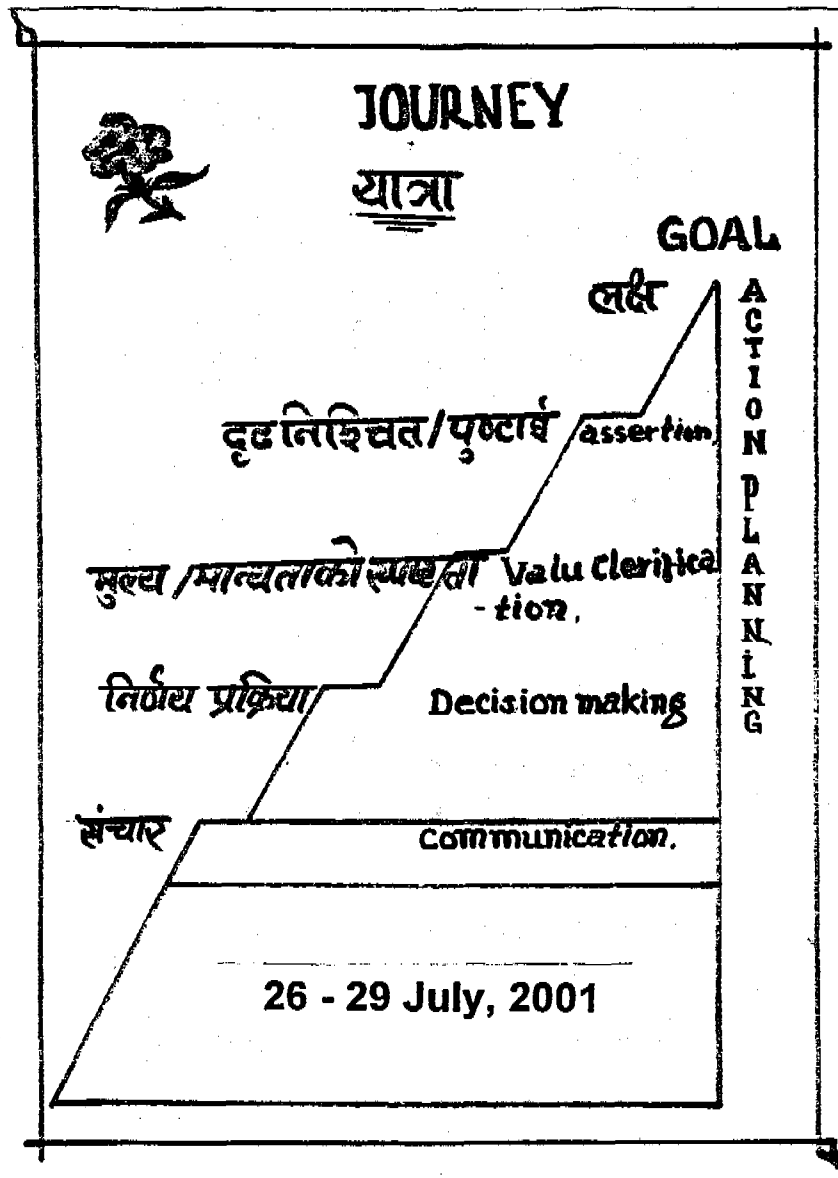 JOURNEY
यात्रा
GOAL
लक्ष
ACTION PLANNING
दृढनिश्चित/पृष्टार्ई assertion.
मुल्य/मान्यताको स्पष्टता Valu Clerifica
-tion.
निर्णय प्रक्रिया Decision making
संचार Communication.
26 - 29 July, 2001